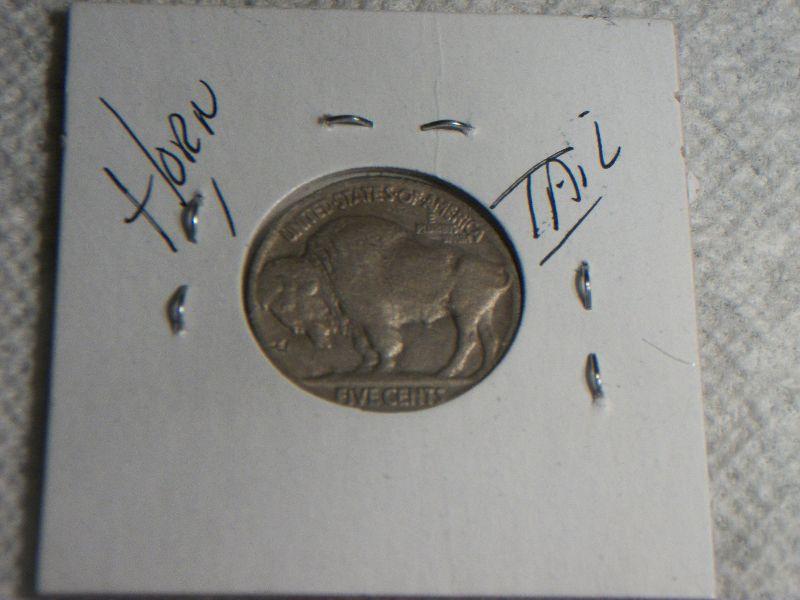 HORN
TAiL
UNITED STATES OF AMERICA
E
PLURIBUS
UNUM
FIVE CENTS